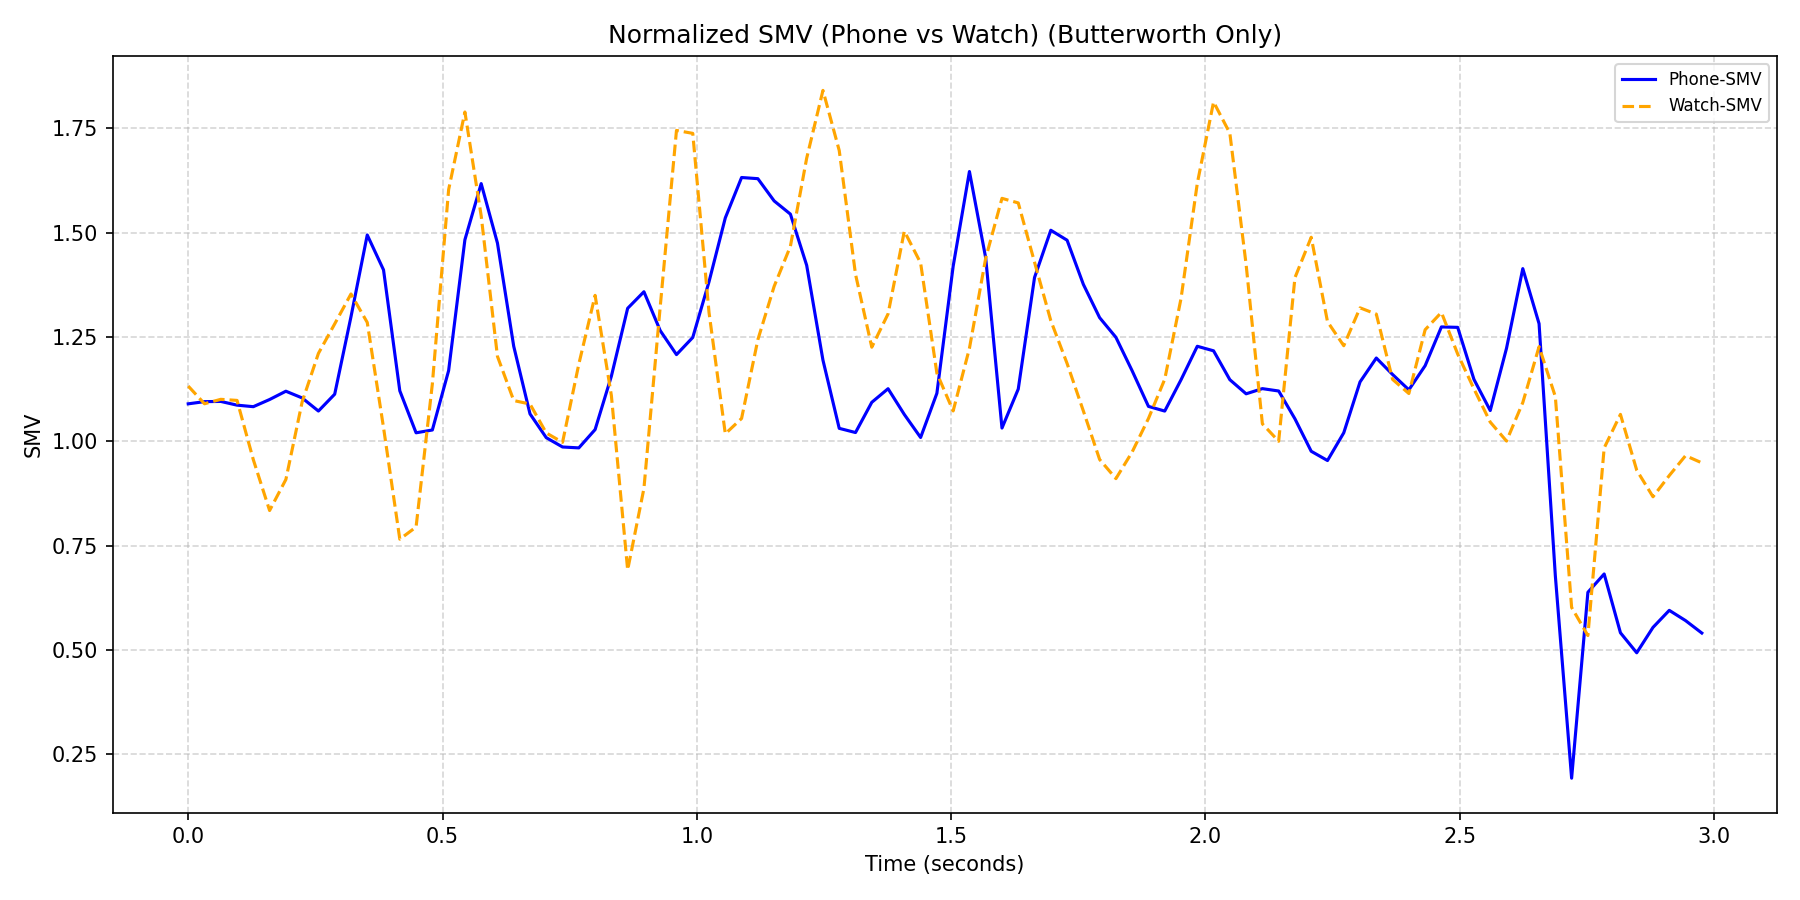 Normalized SMV (Phone vs Watch) (Butterworth Only)
Phone-SMV
Watch-SMV
SMV
1.75
1.50
1.25
1.00
0.75
0.50
0.25
0.0 0.5 1.0 1.5 2.0 2.5 3.0
Time (seconds)